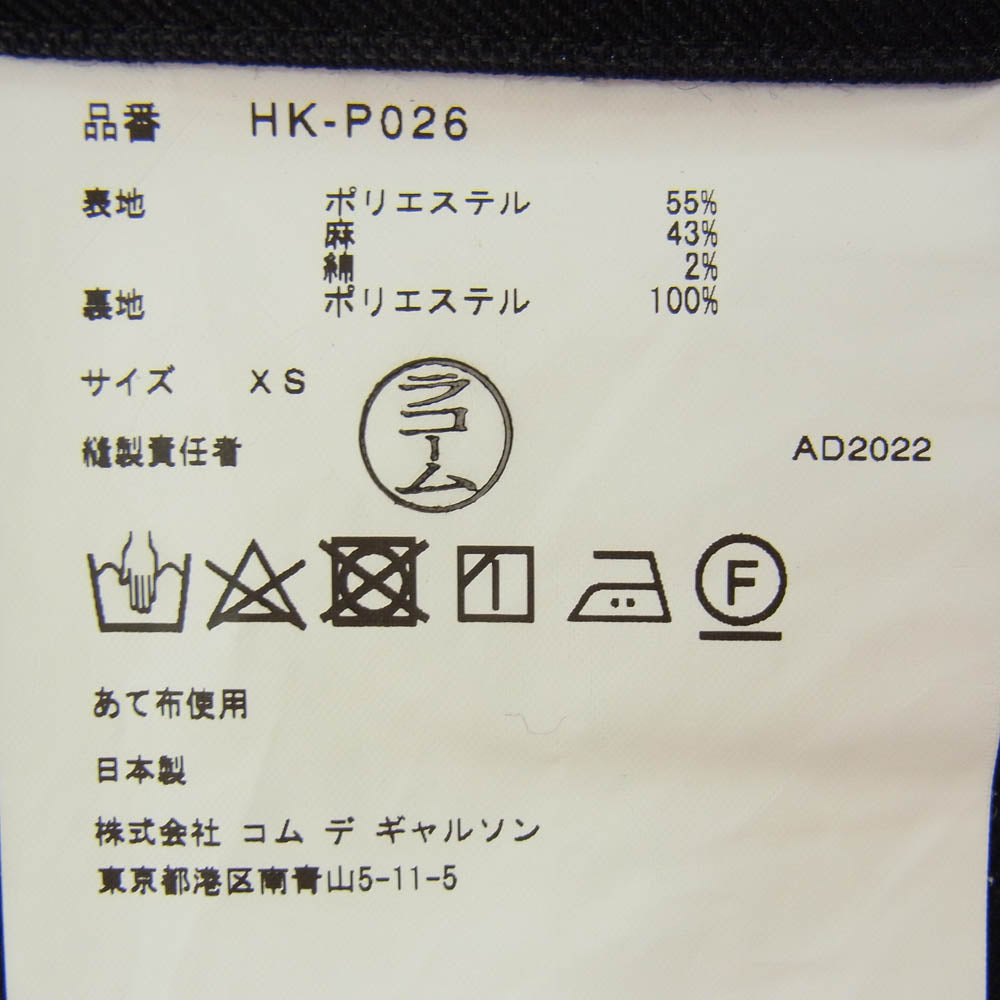 品番 HK-P026
表地 ポリエステル 55%
麻 43%
綿 2%
裏地 ポリエステル 100%
サイズ XS
ラコーム
縫製責任者 AD2022
F
あて布使用
日本製
株式会社 コム デ ギャルソン
東京都港区南青山5-11-5